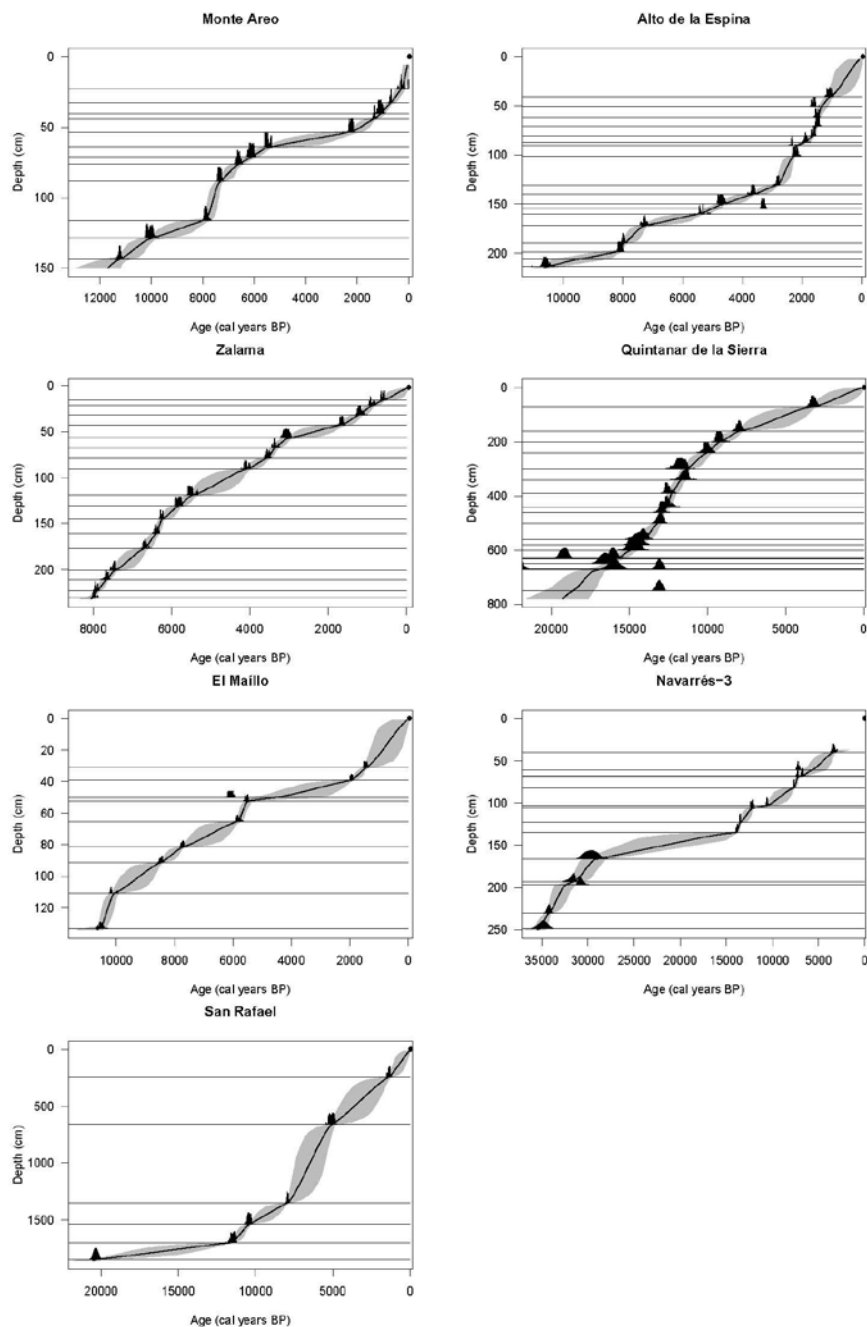 Monte Areo
0
50
100
150
Depth (cm)
12000 10000 8000 6000 4000 2000 0
Age (cal years BP)
Alto de la Espina
0
50
100
150
200
Depth (cm)
10000 8000 6000 4000 2000 0
Age (cal years BP)
Zalama
0
50
100
150
200
Depth (cm)
8000 6000 4000 2000 0
Age (cal years BP)
Quintanar de la Sierra
0
200
400
600
800
Depth (cm)
20000 15000 10000 5000 0
Age (cal years BP)
El Maíllo
0
20
40
60
80
100
120
Depth (cm)
10000 8000 6000 4000 2000 0
Age (cal years BP)
Navarrés−3
0
50
100
150
200
250
Depth (cm)
35000 30000 25000 20000 15000 10000 5000 0
Age (cal years BP)
San Rafael
0
500
1000
1500
Depth (cm)
20000 15000 10000 5000 0
Age (cal years BP)